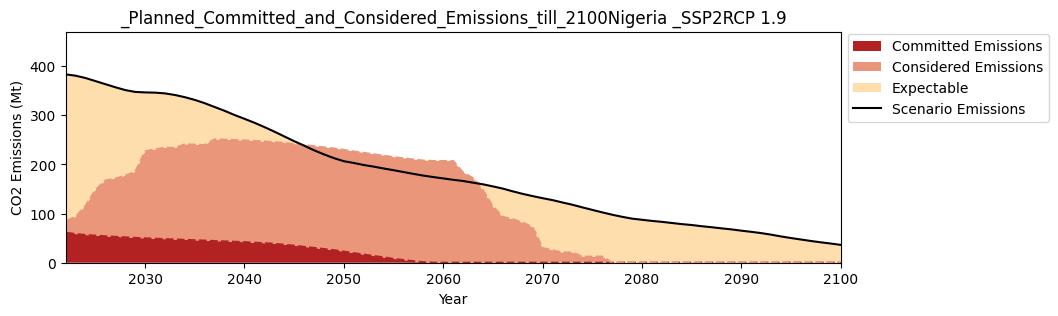 _Planned_Committed_and_Considered_Emissions_till_2100Nigeria _SSP2RCP 1.9
Committed Emissions
Considered Emissions
Expectable
Scenario Emissions
CO2 Emissions (Mt)
400
300
200
100
0
2030 2040 2050 2060 2070 2080 2090 2100
Year